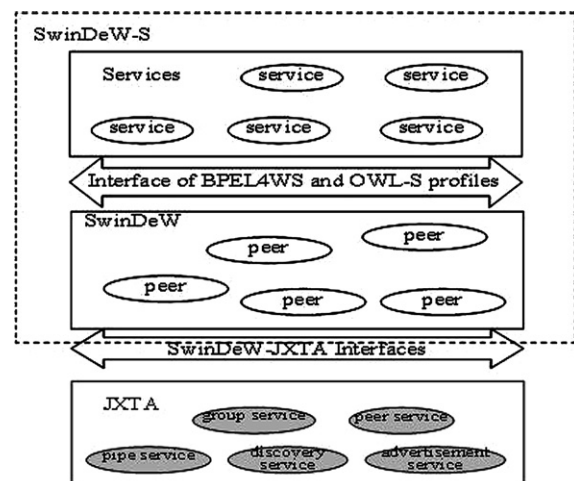 SwinDeW-S
Services
service
service
service
service
service
Interface of BPEL4WS and OWL-S profiles
SwinDeW
peer
peer
peer
peer
peer
SwinDeW-JXTA Interfaces
JXTA
group service
peer service
pipe service
discovery
service
advertisement
service